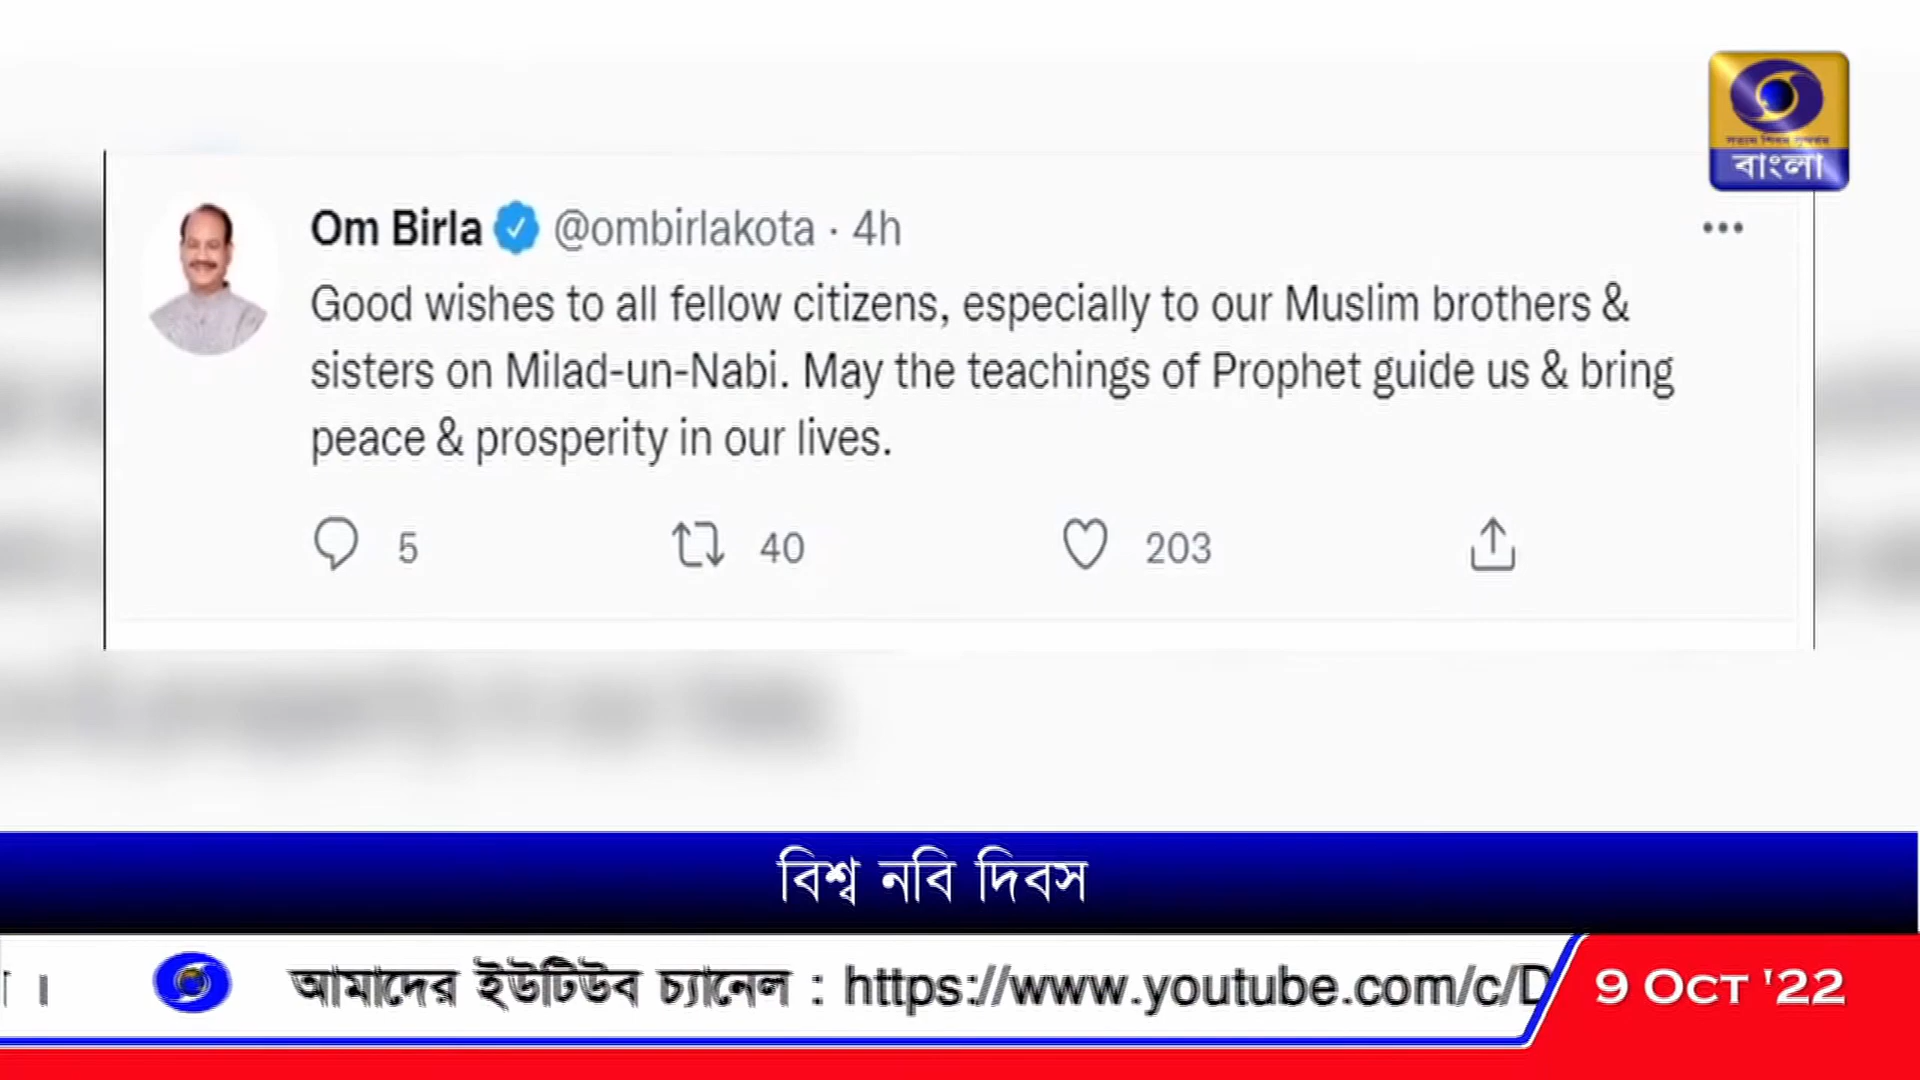 বাংলা
Om Birla @ombirlakota · 4h
Good wishes to all fellow citizens, especially to our Muslim brothers &
sisters on Milad-un-Nabi. May the teachings of Prophet guide us & bring
peace & prosperity in our lives.
5 40 203
বিশ্ব নবি দিবস
। আমাদের ইউটিউব চ্যানেল : https://www.youtube.com/c/D
9 Oct '22